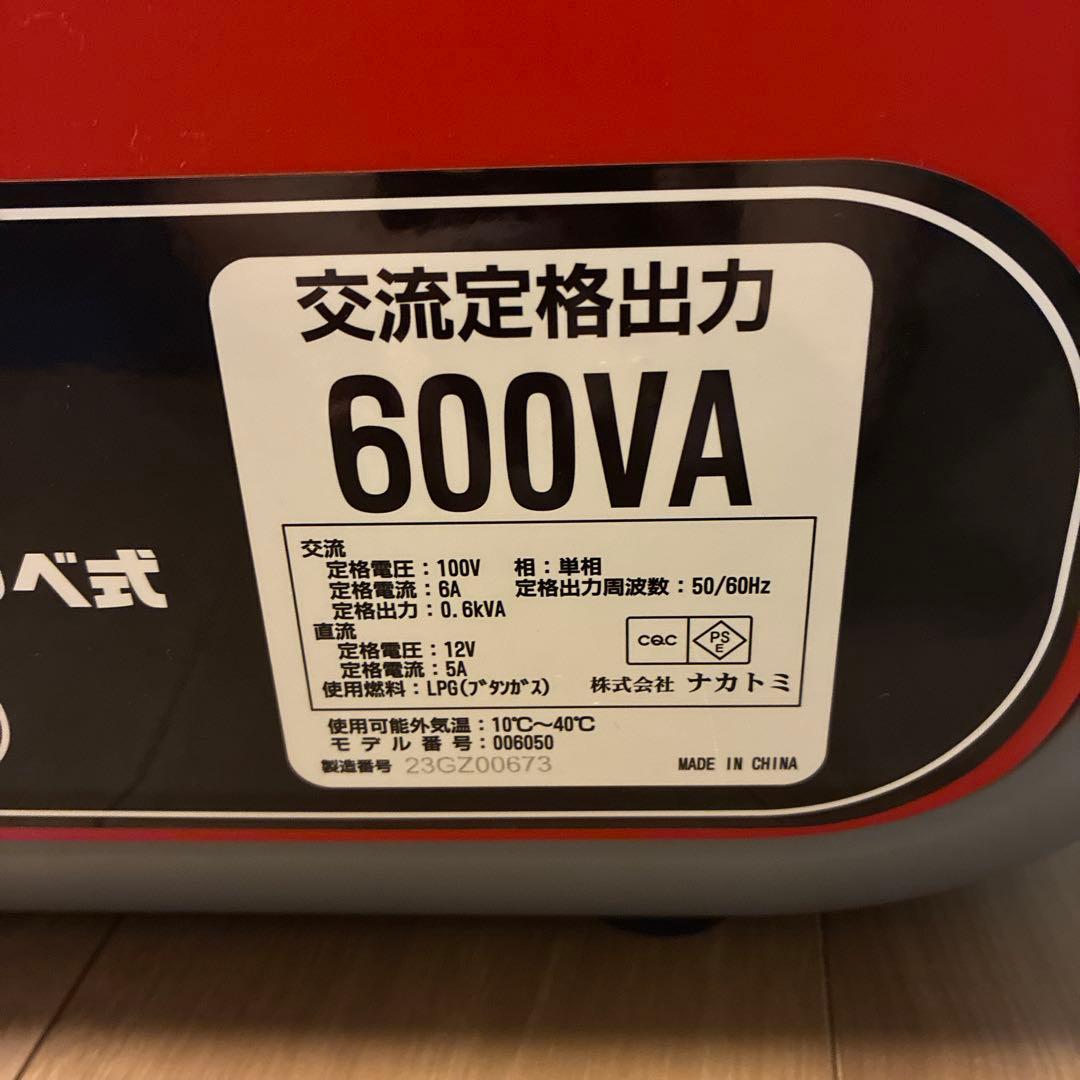 交流定格出力
600VA
ベ式
交流
定格電圧：100V 相：単相
定格電流：6A 定格出力周波数：50/60Hz
定格出力：0.6kVA
直流
定格電圧：12V
定格電流：5A
CQC PS E
使用燃料：LPG(ﾌﾞﾀﾝｶﾞｽ) 株式会社 ナカトミ
使用可能外気温：10℃～40℃
モデル番号：006050
製造番号 23GZ00673 MADE IN CHINA